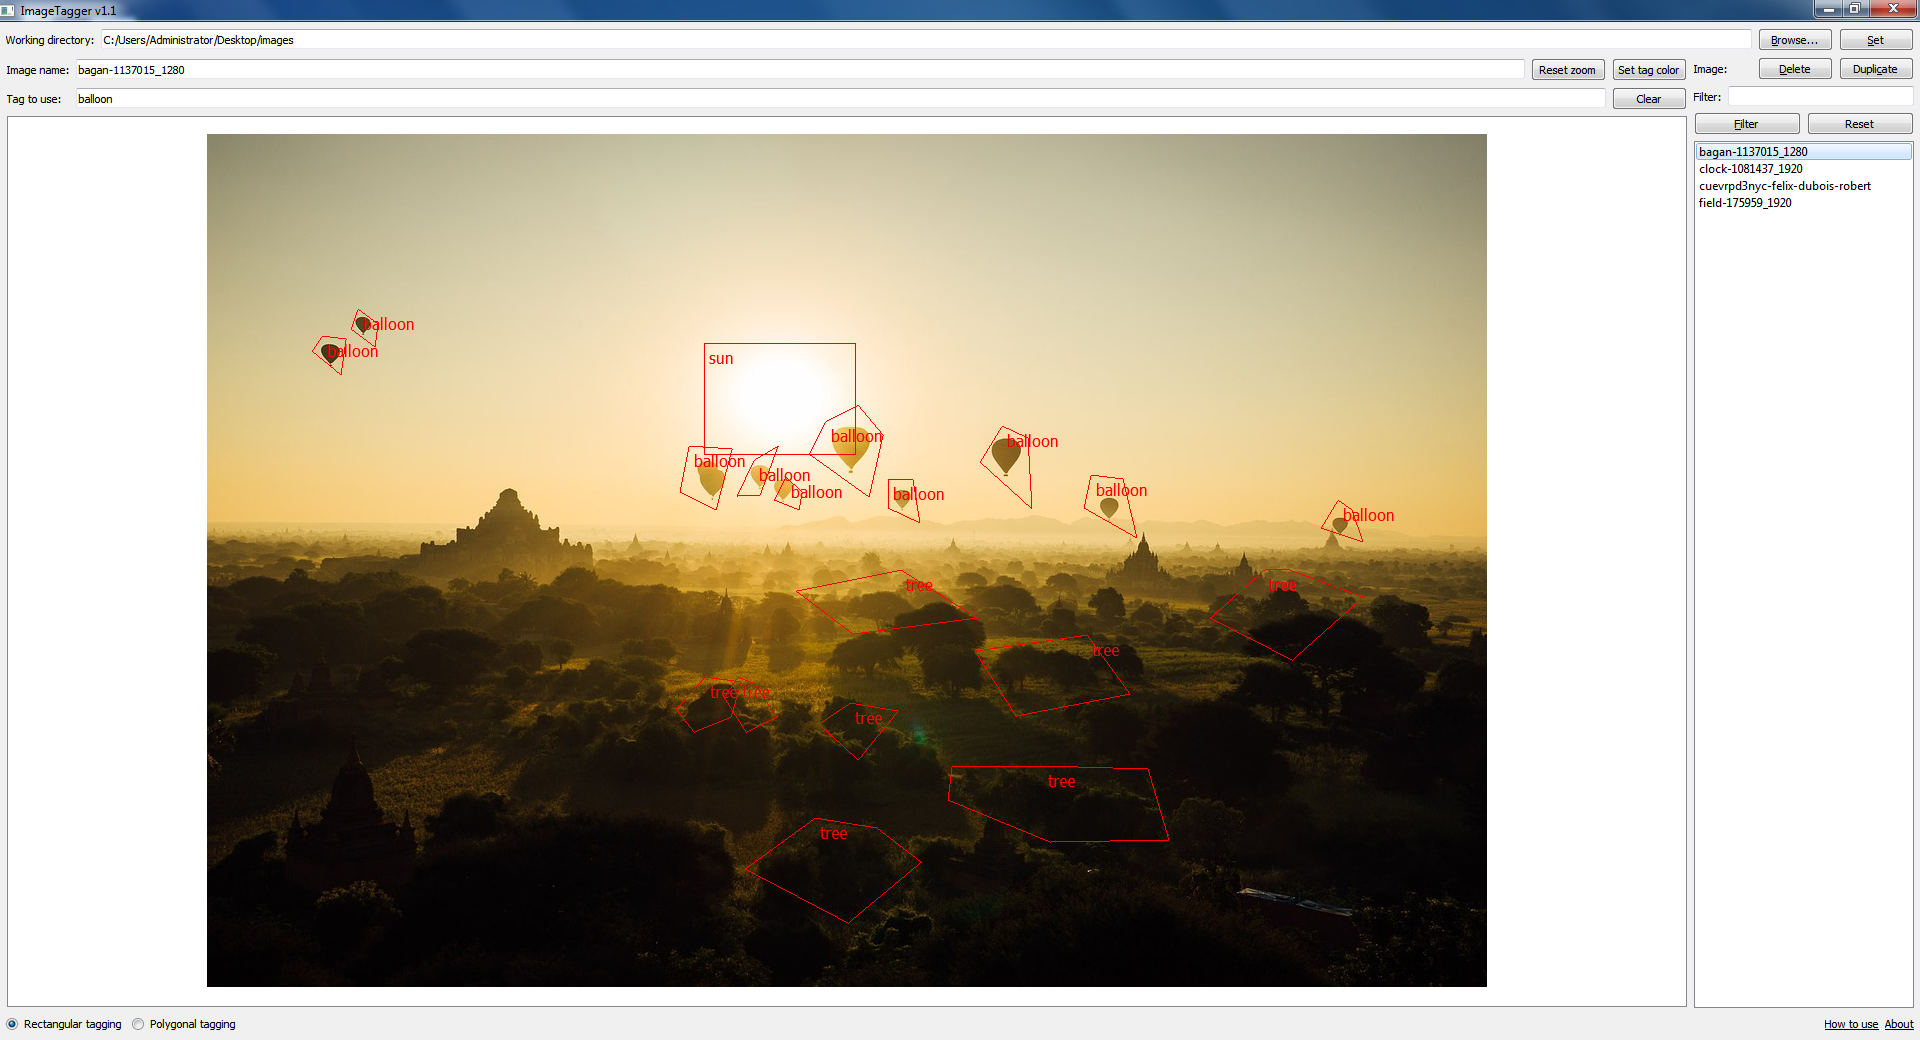 ImageTagger v1.1
Working directory: C:/Users/Administrator/Desktop/images Browse... Set
Image name: bagan-1137015_1280 Reset zoom Set tag color Image: Delete Duplicate
Tag to use: balloon Clear Filter:
Filter Reset
bagan-1137015_1280
clock-1081437_1920
cuevrpd3nyc-felix-dubois-robert
field-175959_1920
balloon
balloon
sun
balloon
balloon
balloon
balloon
balloon
balloon
balloon
balloon
tree
tree
tree
tree tree
tree
tree
tree
Rectangular tagging Polygonal tagging How to use About